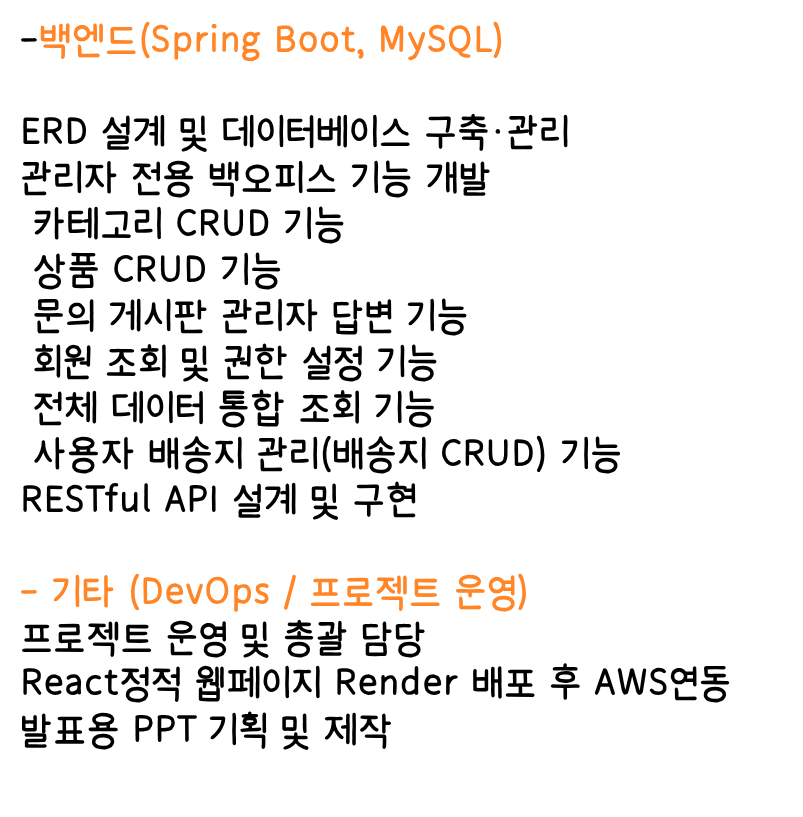 -백엔드(Spring Boot, MySQL)
ERD 설계 및 데이터베이스 구축·관리
관리자 전용 백오피스 기능 개발
카테고리 CRUD 기능
상품 CRUD 기능
문의 게시판 관리자 답변 기능
회원 조회 및 권한 설정 기능
전체 데이터 통합 조회 기능
사용자 배송지 관리(배송지 CRUD) 기능
RESTful API 설계 및 구현
- 기타 (DevOps / 프로젝트 운영)
프로젝트 운영 및 총괄 담당
React정적 웹페이지 Render 배포 후 AWS연동
발표용 PPT 기획 및 제작